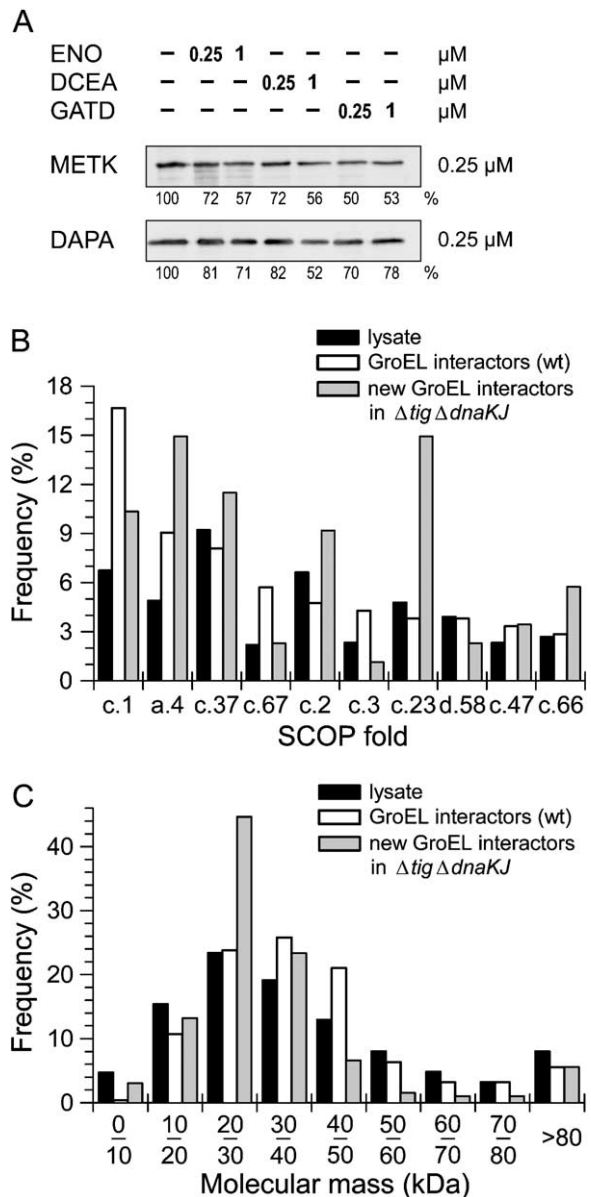 A
ENO – 0.25 1 – – – – μM
DCEA – – – 0.25 1 – – μM
GATD – – – – – 0.25 1 μM
METK 0.25 μM
100 72 57 72 56 50 53 %
DAPA 0.25 μM
100 81 71 82 52 70 78 %
B
lysate
GroEL interactors (wt)
new GroEL interactors
in Δtig ΔdnaKJ
Frequency (%)
18
15
12
9
6
3
0
c.1 a.4 c.37 c.67 c.2 c.3 c.23 d.58 c.47 c.66
SCOP fold
C
lysate
GroEL interactors (wt)
new GroEL interactors
in Δtig ΔdnaKJ
Frequency (%)
40
30
20
10
0
0 10 20 30 40 50 60 70 >80
10 20 30 40 50 60 70 80
Molecular mass (kDa)